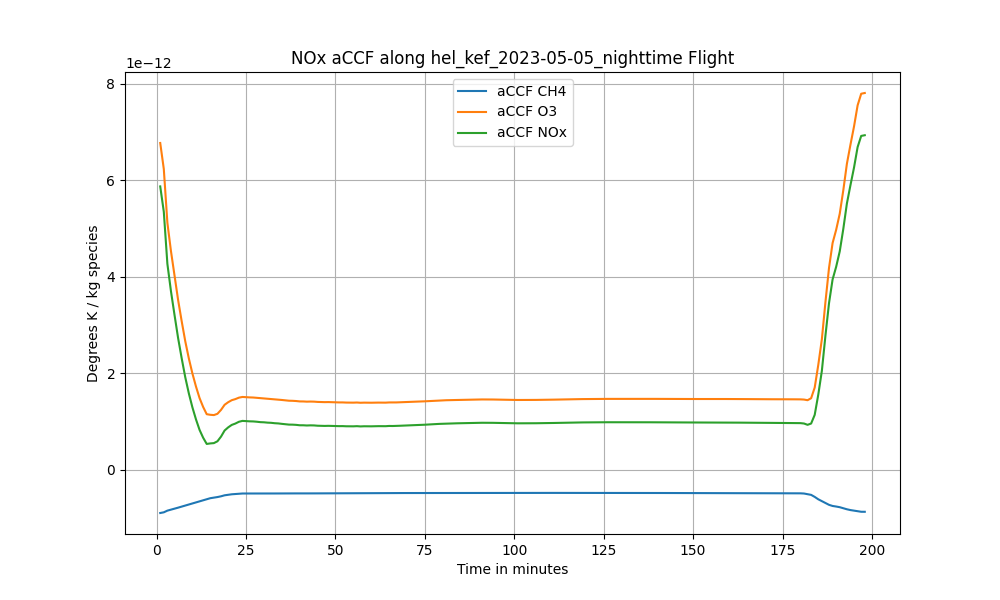 NOx aCCF along hel_kef_2023-05-05_nighttime Flight
1e−12
aCCF CH4
aCCF O3
aCCF NOx
Degrees K / kg species
8
6
4
2
0
0 25 50 75 100 125 150 175 200
Time in minutes